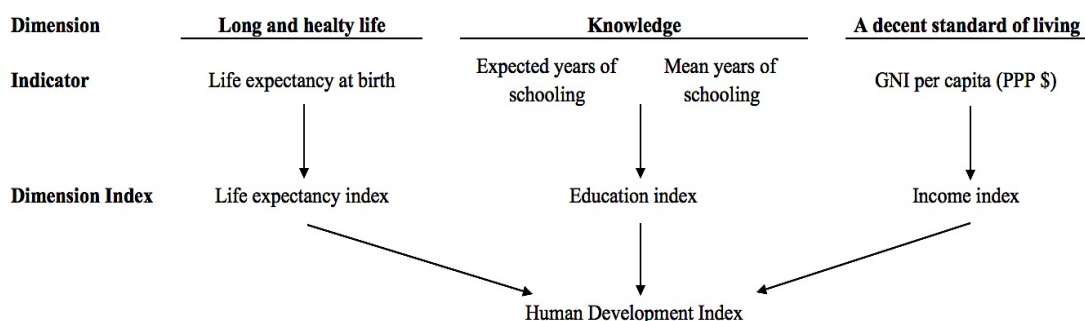 Dimension Long and healty life Knowledge A decent standard of living
Indicator Life expectancy at birth Expected years of schooling Mean years of schooling GNI per capita (PPP $)
Dimension Index Life expectancy index Education index Income index
Human Development Index